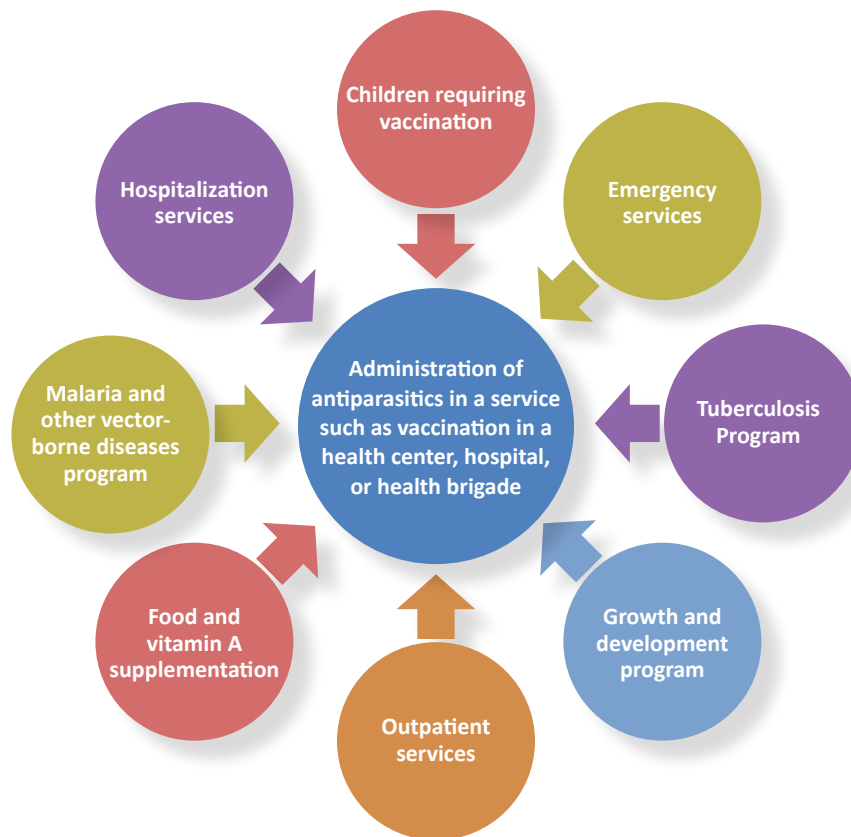 Children requiring
vaccination
Emergency
services
Tuberculosis
Program
Growth and
development
program
Outpatient
services
Food and
vitamin A
supplementation
Malaria and
other vector-
borne diseases
program
Hospitalization
services
Administration of
antiparasitics in a service
such as vaccination in a
health center, hospital,
or health brigade